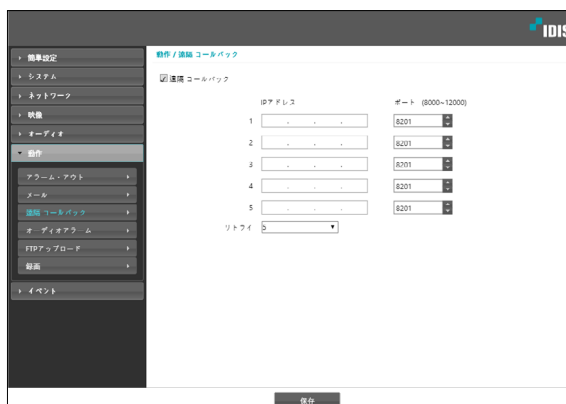 IDIS
簡単設定
システム
ネットワーク
映像
オーディオ
動作
アラーム・アウト
メール
遠隔 コールバック
オーディオアラーム
FTPアップロード
録画
イベント
動作 / 遠隔 コールバック
遠隔 コールバック
IPアドレス ポート (8000~12000)
1 . . . 8201
2 . . . 8201
3 . . . 8201
4 . . . 8201
5 . . . 8201
リトライ 5
保存